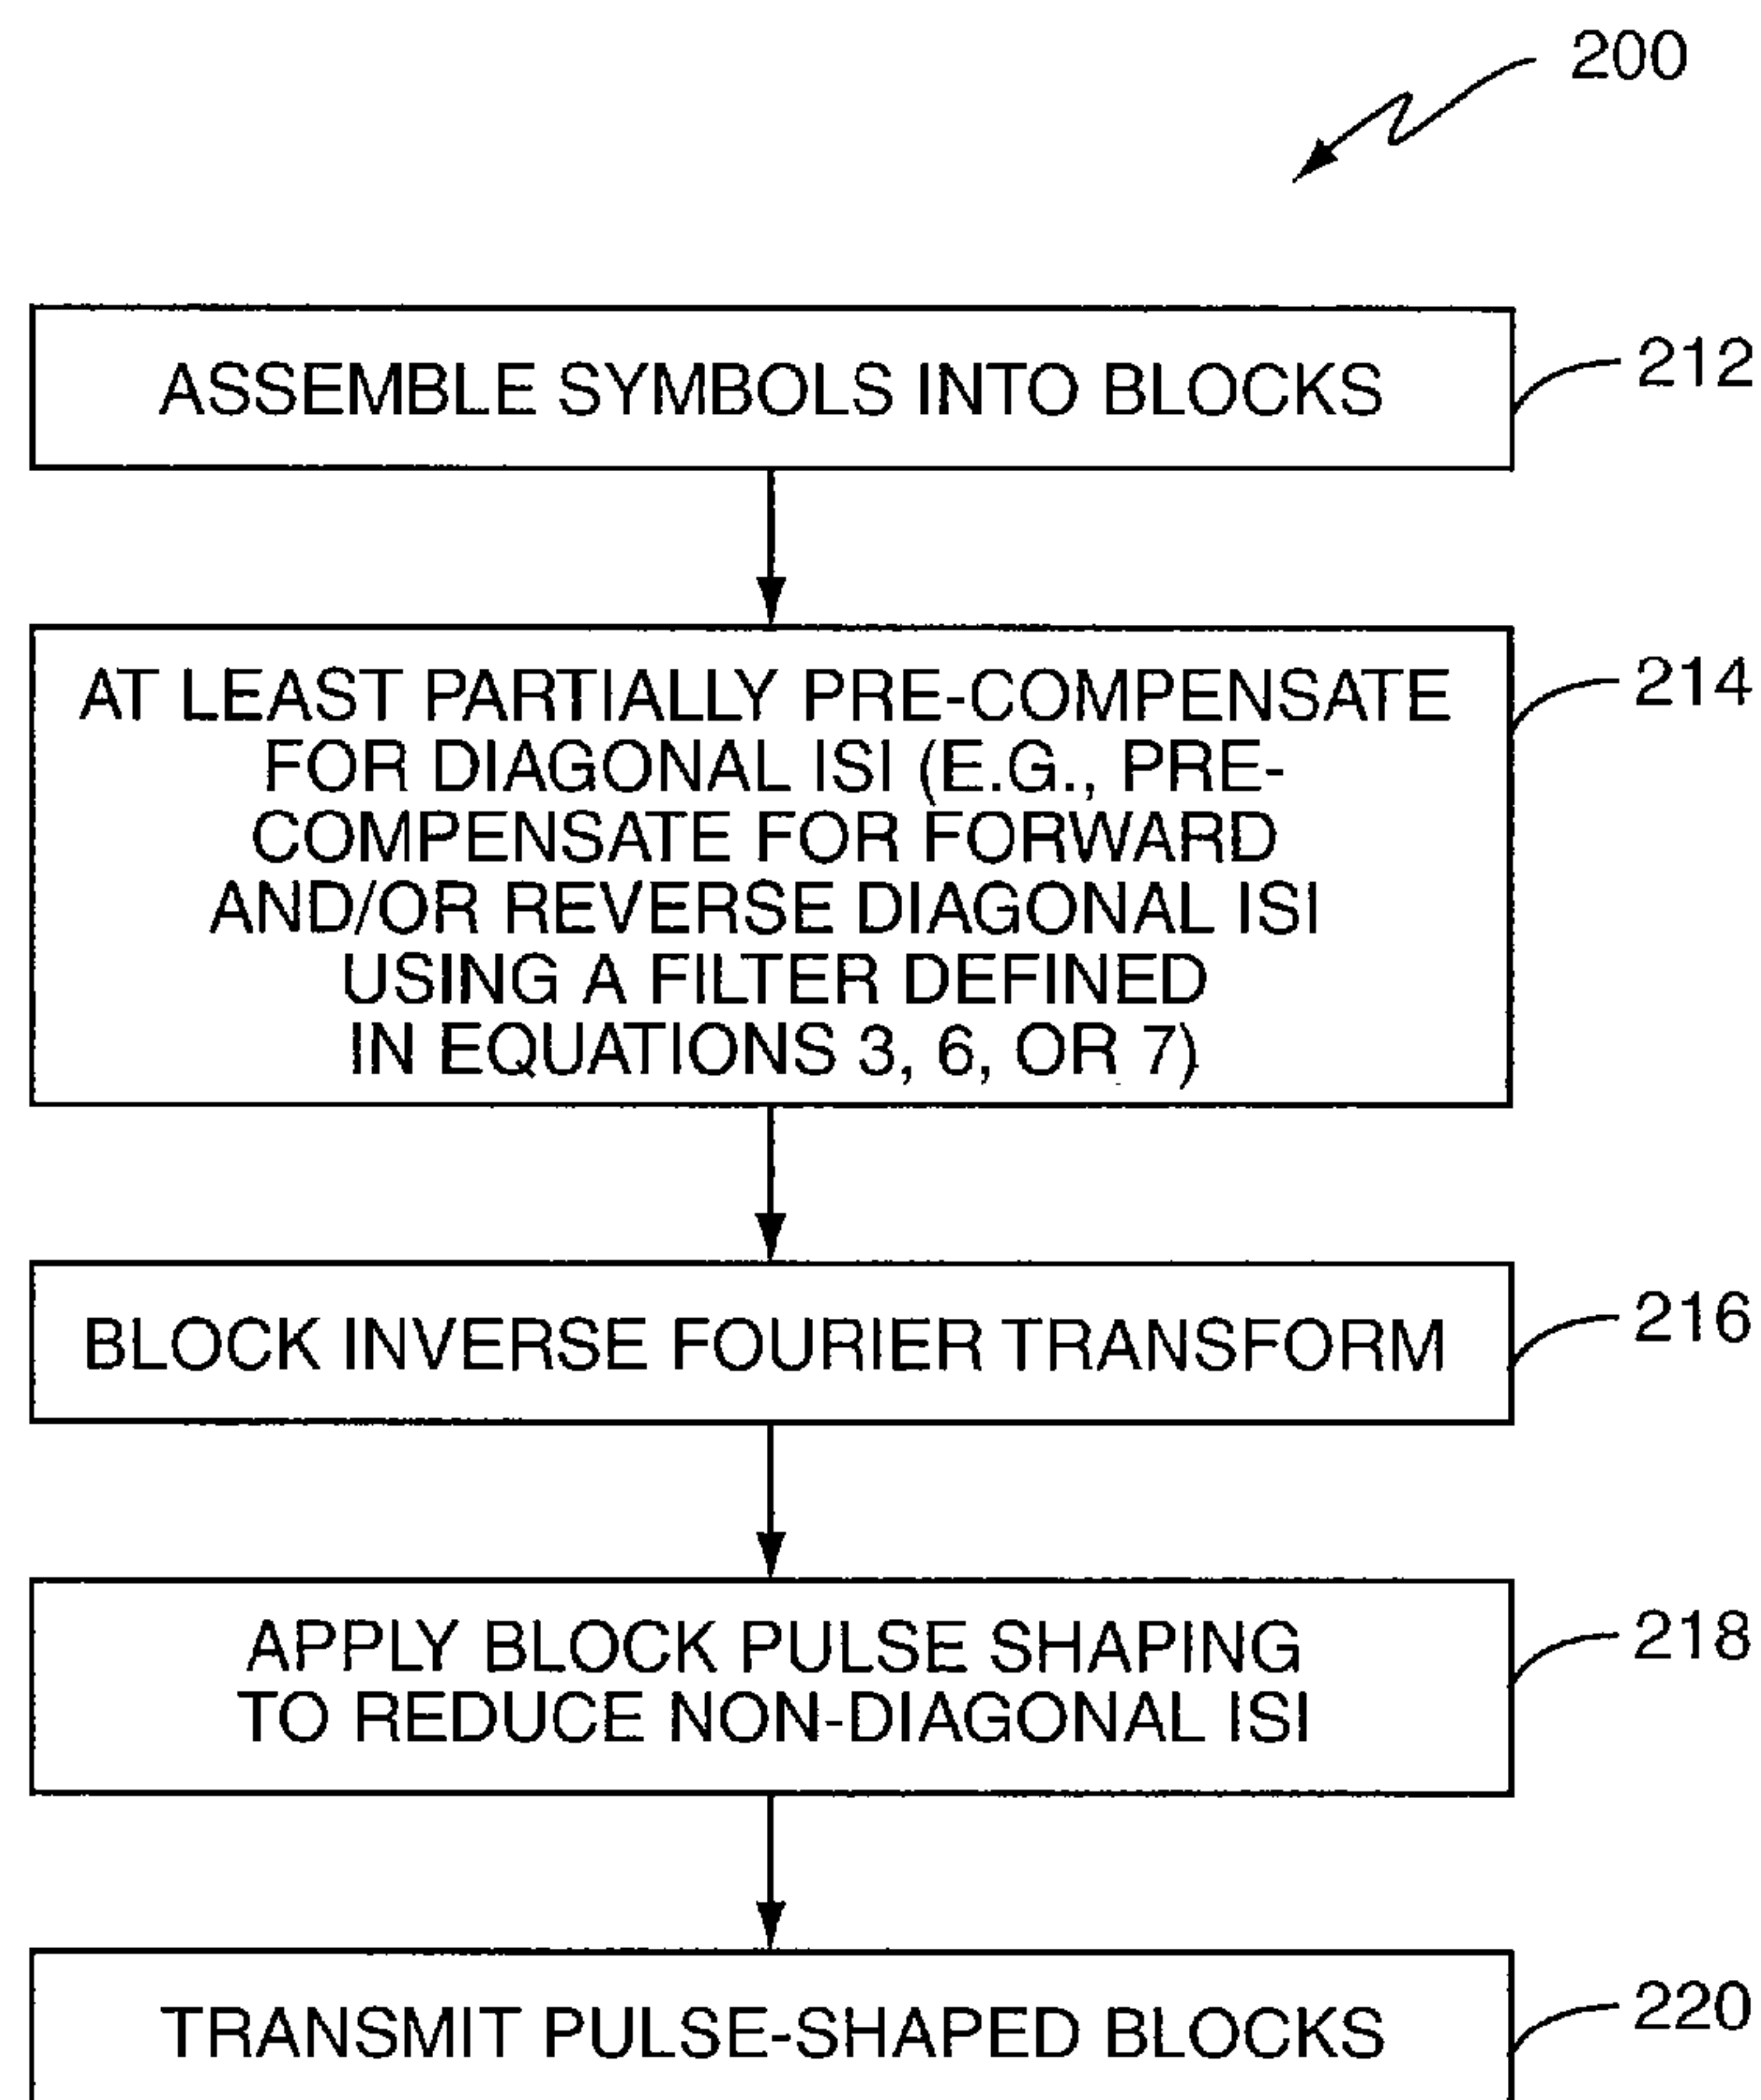 200
ASSEMBLE SYMBOLS INTO BLOCKS
212
AT LEAST PARTIALLY PRE-COMPENSATE
FOR DIAGONAL ISI (E.G., PRE-
COMPENSATE FOR FORWARD
AND/OR REVERSE DIAGONAL ISI
USING A FILTER DEFINED
IN EQUATIONS 3, 6, OR 7)
214
BLOCK INVERSE FOURIER TRANSFORM
216
APPLY BLOCK PULSE SHAPING
TO REDUCE NON-DIAGONAL ISI
218
TRANSMIT PULSE-SHAPED BLOCKS
220